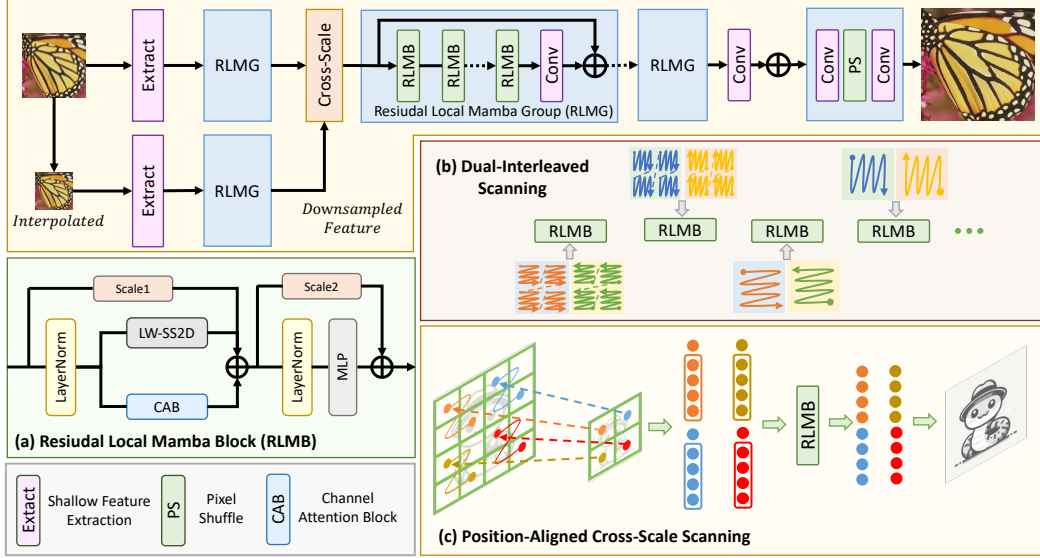 Extract
RLMG
Cross-Scale
RLMB
RLMB
RLMB
Conv
Resiudal Local Mamba Group (RLMG)
RLMG
Conv
Conv
PS
Conv
Extract
RLMG
Interpolated
Downsampled
Feature
(b) Dual-Interleaved
Scanning
RLMB
RLMB
RLMB
RLMB
Scale1
LayerNorm
LW-SS2D
CAB
Scale2
LayerNorm
MLP
(a) Resiudal Local Mamba Block (RLMB)
Extact
Shallow Feature
Extraction
PS
Pixel
Shuffle
CAB
Channel
Attention Block
RLMB
(c) Position-Aligned Cross-Scale Scanning